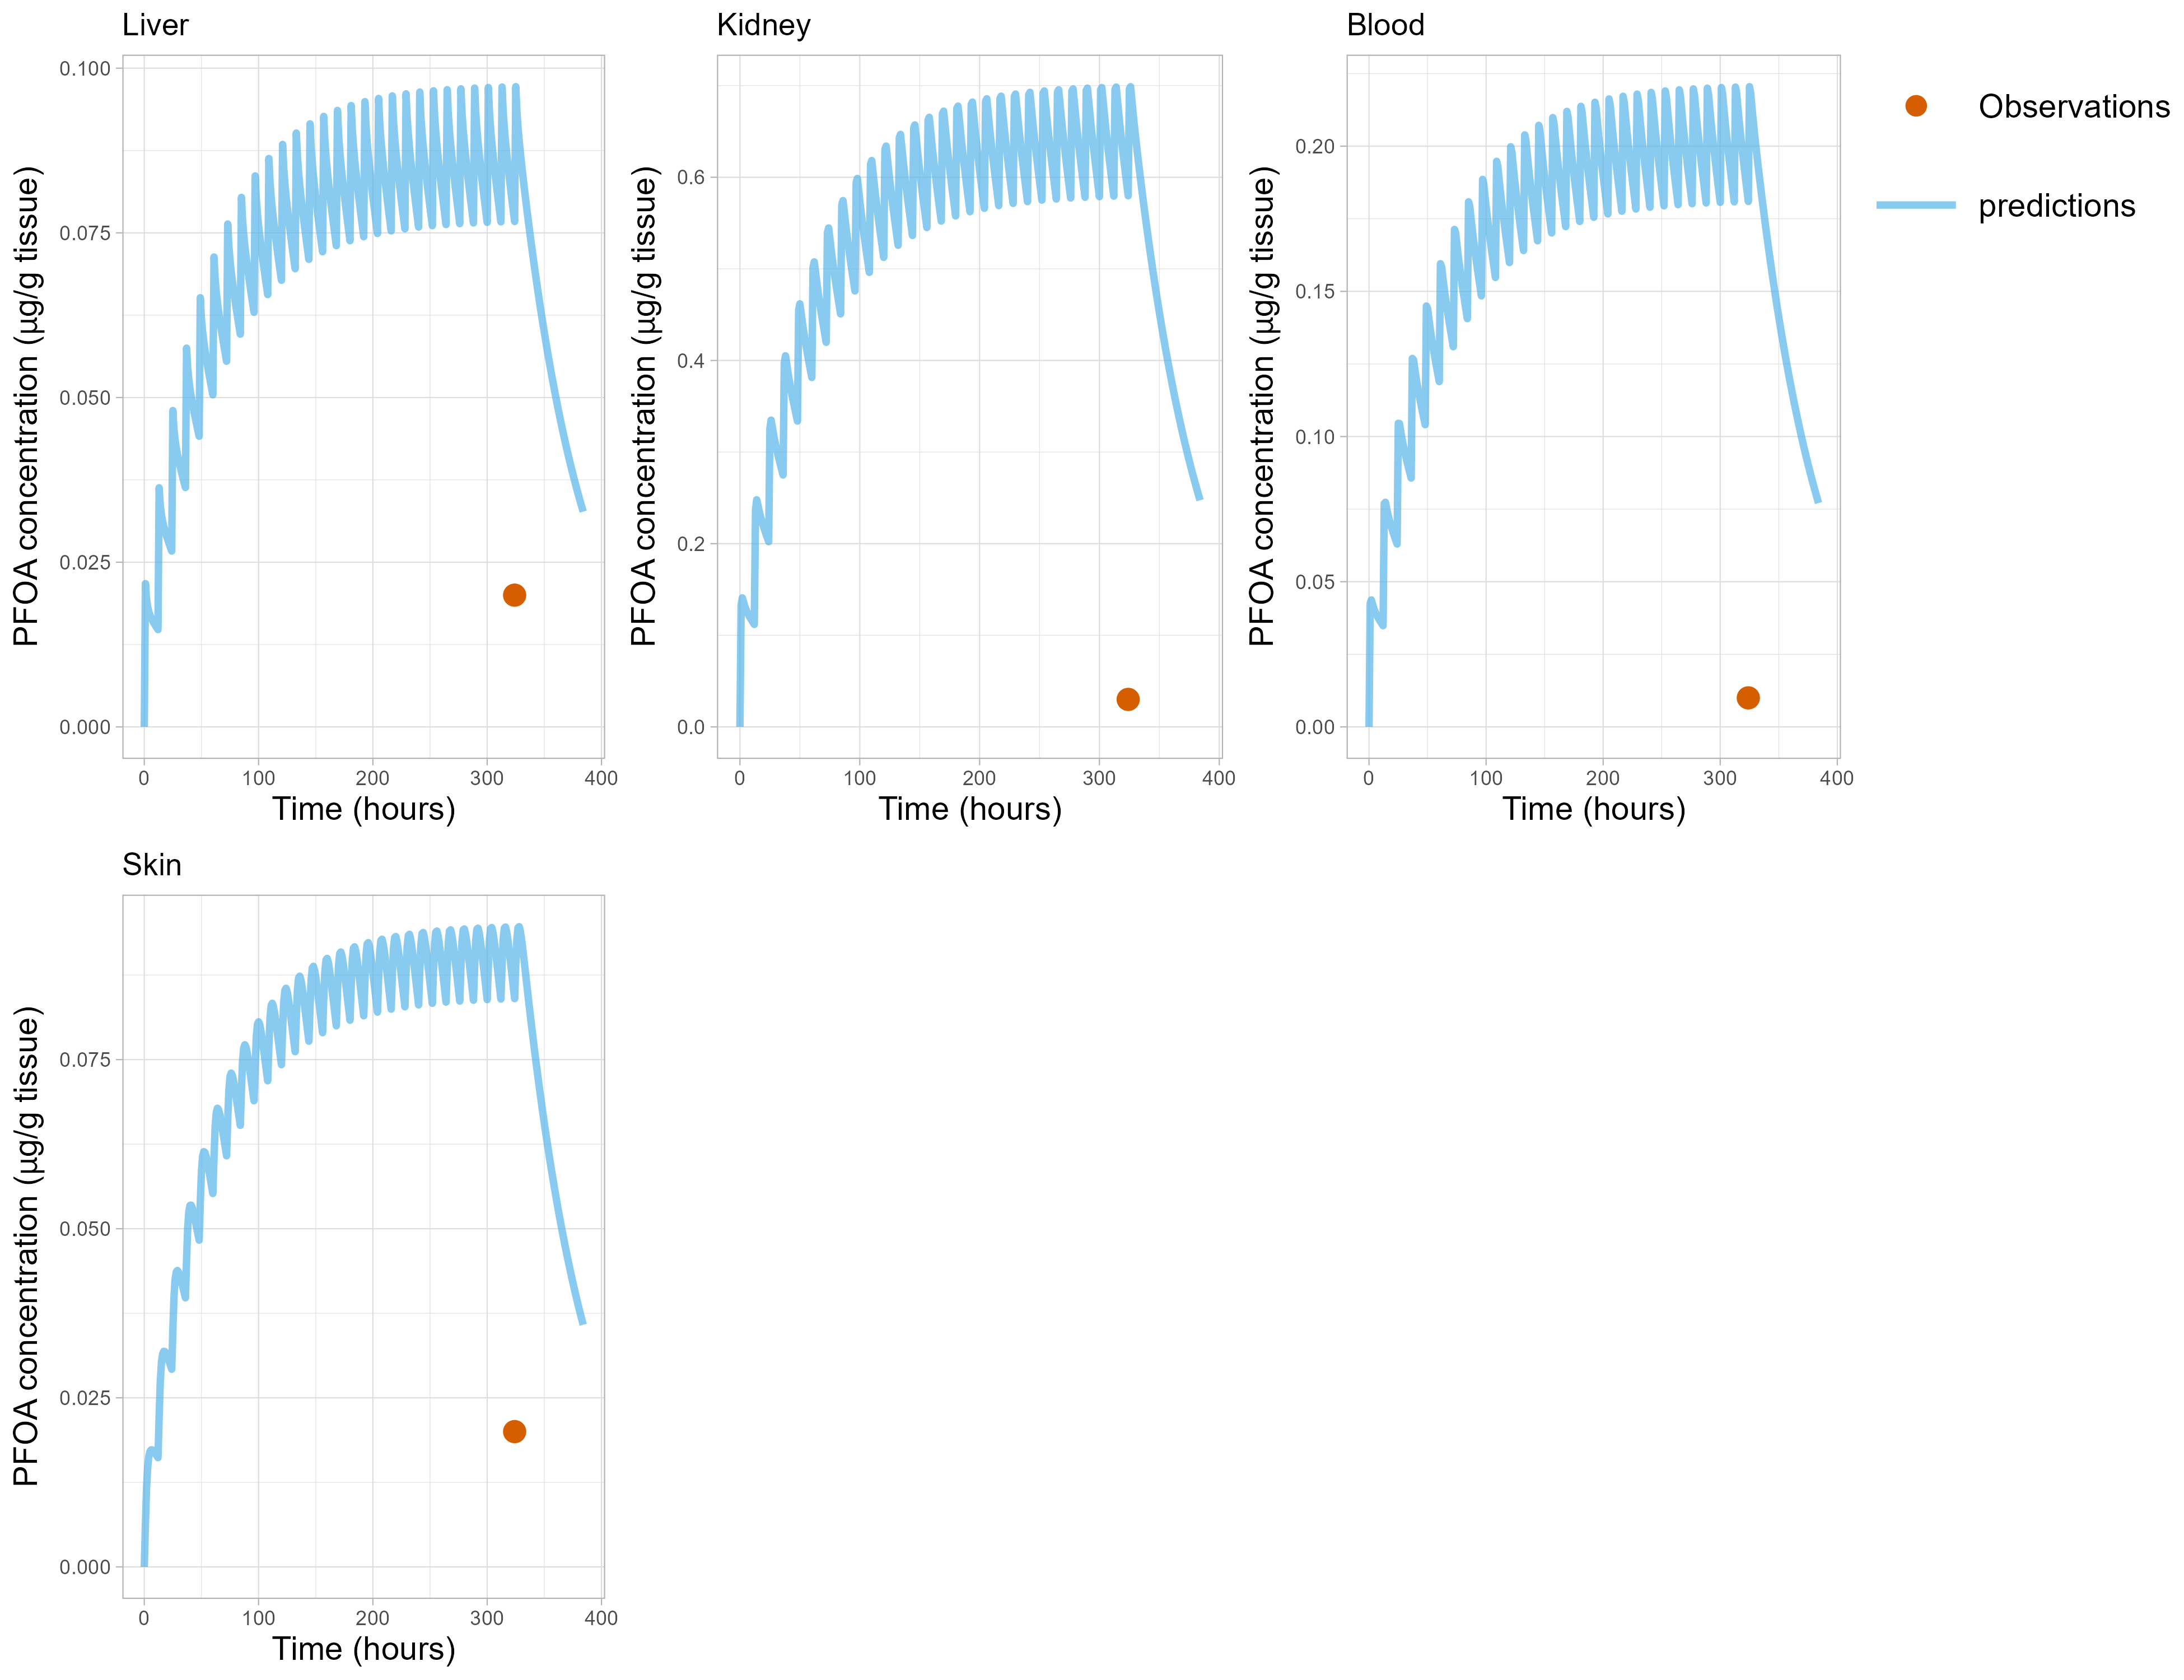 Liver
PFOA concentration (µg/g tissue)
0.100
0.075
0.050
0.025
0.000
0 100 200 300 400
Time (hours)
Kidney
PFOA concentration (µg/g tissue)
0.6
0.4
0.2
0.0
0 100 200 300 400
Time (hours)
Blood
PFOA concentration (µg/g tissue)
0.20
0.15
0.10
0.05
0.00
0 100 200 300 400
Time (hours)
Observations
predictions
Skin
PFOA concentration (µg/g tissue)
0.075
0.050
0.025
0.000
0 100 200 300 400
Time (hours)